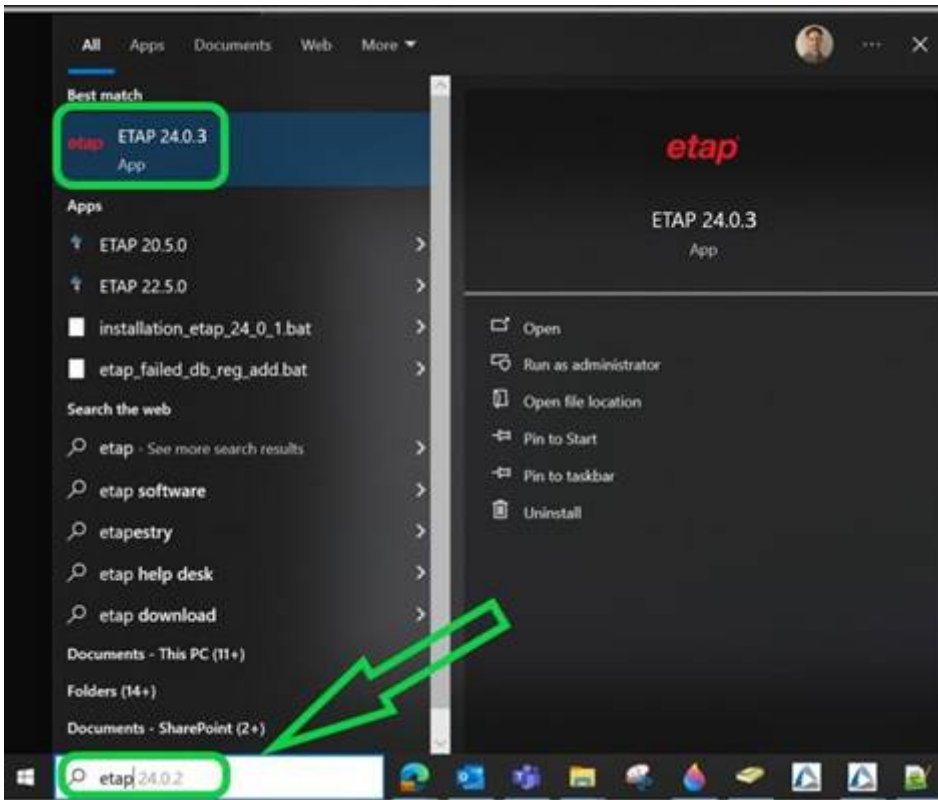 All Apps Documents Web More
Best match
etap ETAP 24.0.3
App
Apps
ETAP 20.5.0
ETAP 22.5.0
installation_etap_24_0_1.bat
etap_failed_db_reg_add.bat
Search the web
etap - See more search results
etap software
etapestry
etap help desk
etap download
Documents - This PC (11+)
Folders (14+)
Documents - SharePoint (2+)
etap 24.0.2
etap
ETAP 24.0.3
App
Open
Run as administrator
Open file location
Pin to Start
Pin to taskbar
Uninstall